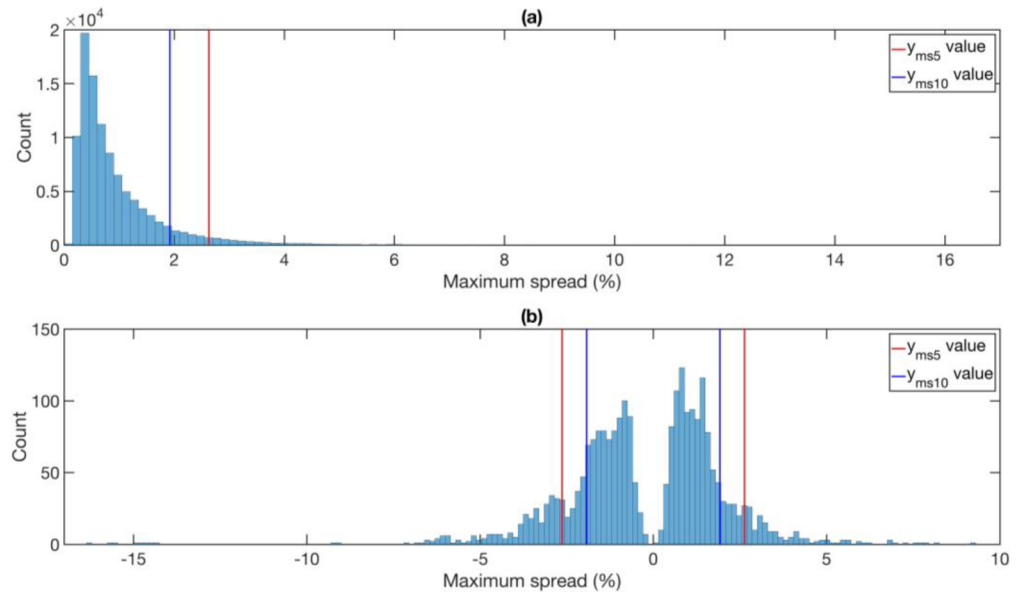 (a)
×10⁴
2
1.5
1
0.5
0
Count
y_ms5 value
y_ms10 value
0 2 4 6 8 10 12 14 16
Maximum spread (%)
(b)
150
100
50
0
Count
y_ms5 value
y_ms10 value
-15 -10 -5 0 5 10
Maximum spread (%)